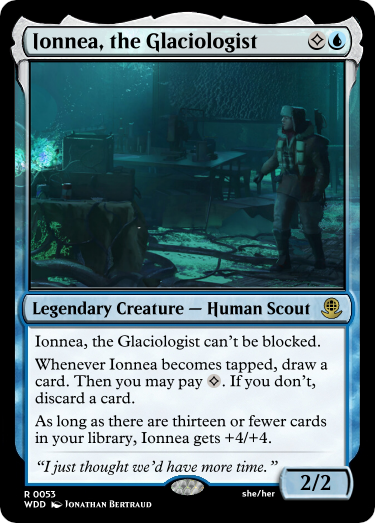 Ionnea, the Glaciologist
Legendary Creature — Human Scout
Ionnea, the Glaciologist can't be blocked.
Whenever Ionnea becomes tapped, draw a
card. Then you may pay . If you don't,
discard a card.
As long as there are thirteen or fewer cards
in your library, Ionnea gets +4/+4.
“I just thought we'd have more time.”
2/2
R 0053
WDD Jonathan Bertraud
she/her